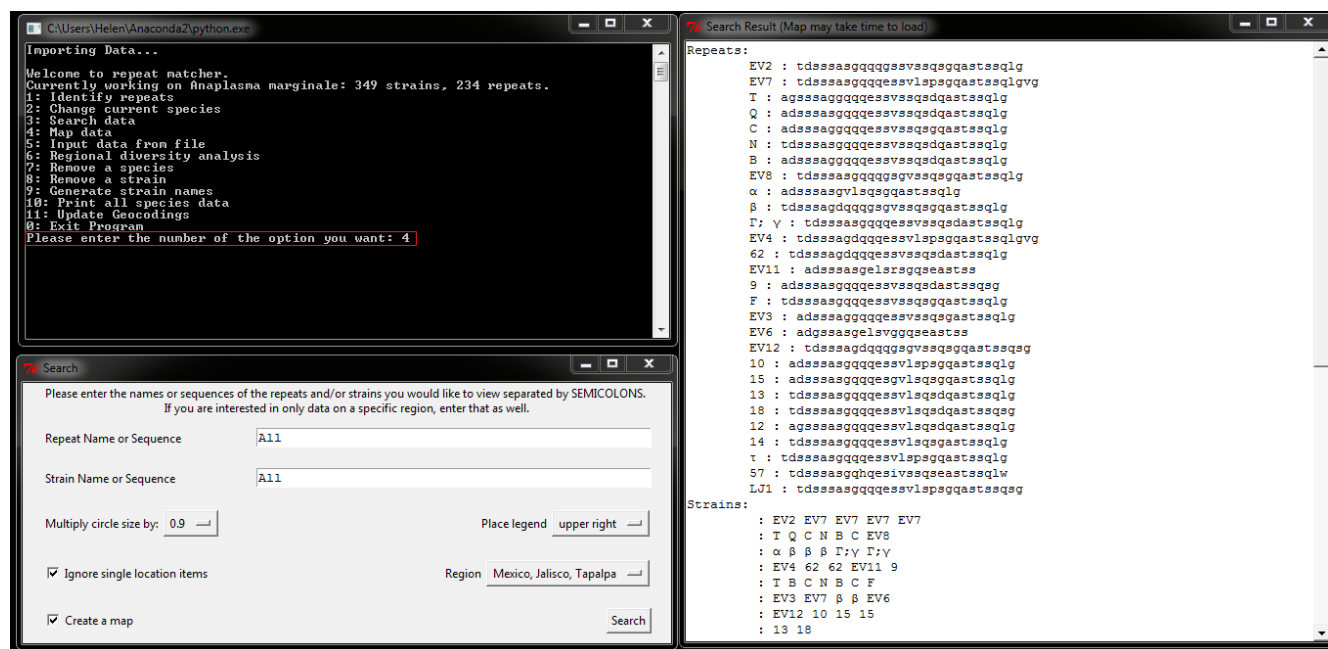 C:\Users\Helen\Anaconda2\python.exe
Importing Data...
Welcome to repeat matcher.
Currently working on Anaplasma marginale: 349 strains, 234 repeats.
1: Identify repeats
2: Change current species
3: Search data
4: Map data
5: Input data from file
6: Regional diversity analysis
7: Remove a species
8: Remove a strain
9: Generate strain names
10: Print all species data
11: Update Geocodings
0: Exit Program
Please enter the number of the option you want: 4
Search
Please enter the names or sequences of the repeats and/or strains you would like to view separated by SEMICOLONS.
If you are interested in only data on a specific region, enter that as well.
Repeat Name or Sequence All
Strain Name or Sequence All
Multiply circle size by: 0.9 Place legend upper right
Ignore single location items Region Mexico, Jalisco, Tapalpa
Create a map Search
Search Result (Map may take time to load)
Repeats:
EV2 : tdsssasgqqqgssvssqsgqastssqlg
EV7 : tdsssasgqqqessvlspsgqastssqlgvg
T : agsssaggqqqessvssqsdqastssqlg
Q : adsssasgqqqessvssqsdqastssqlg
C : adsssaggqqqessvssqsgqastssqlg
N : tdsssasgqqqessvssqsdqastssqlg
B : adsssaggqqqessvssqsdqastssqlg
EV8 : tdsssasgqqqgsgvssqsgqastssqlg
α : adsssasgvlsqsgqastssqlg
β : tdsssagdqqqgsgvssqsgqastssqlg
Γ; γ : tdsssasgqqqessvssqsdastssqlg
EV4 : tdsssagdqqqessvlspsgqastssqlgvg
62 : tdsssagdqqqessvssqsdastssqlg
EV11 : adsssasgelsrsgqseastss
9 : adsssasgqqqessvssqsdastssqsg
F : tdsssasgqqqessvssqsgqastssqlg
EV3 : adsssaggqqqessvssqsgastssqlg
EV6 : adgssasgelsvggqseastss
EV12 : tdsssagdqqqgsgvssqsgqastssqsg
10 : adsssasgqqqessvlspsgqastssqlg
15 : adsssasgqqqesgvlsqsgqastssqlg
13 : tdsssasgqqqessvlsqsdqastssqlg
18 : tdsssasgqqqessvlsqsdqastssqsg
12 : agsssasgqqqessvlsqsdqastssqlg
14 : tdsssasgqqqessvlsqsgastssqlg
τ : tdsssasgqqqessvlspsgqastssqlg
57 : tdsssasgqhqesivssqseastssqlw
LJ1 : tdsssasgqqqessvlspsgqastssqsg
Strains:
: EV2 EV7 EV7 EV7 EV7
: T Q C N B C EV8
: α β β β Γ;γ Γ;γ
: EV4 62 62 EV11 9
: T B C N B C F
: EV3 EV7 β β EV6
: EV12 10 15 15
: 13 18